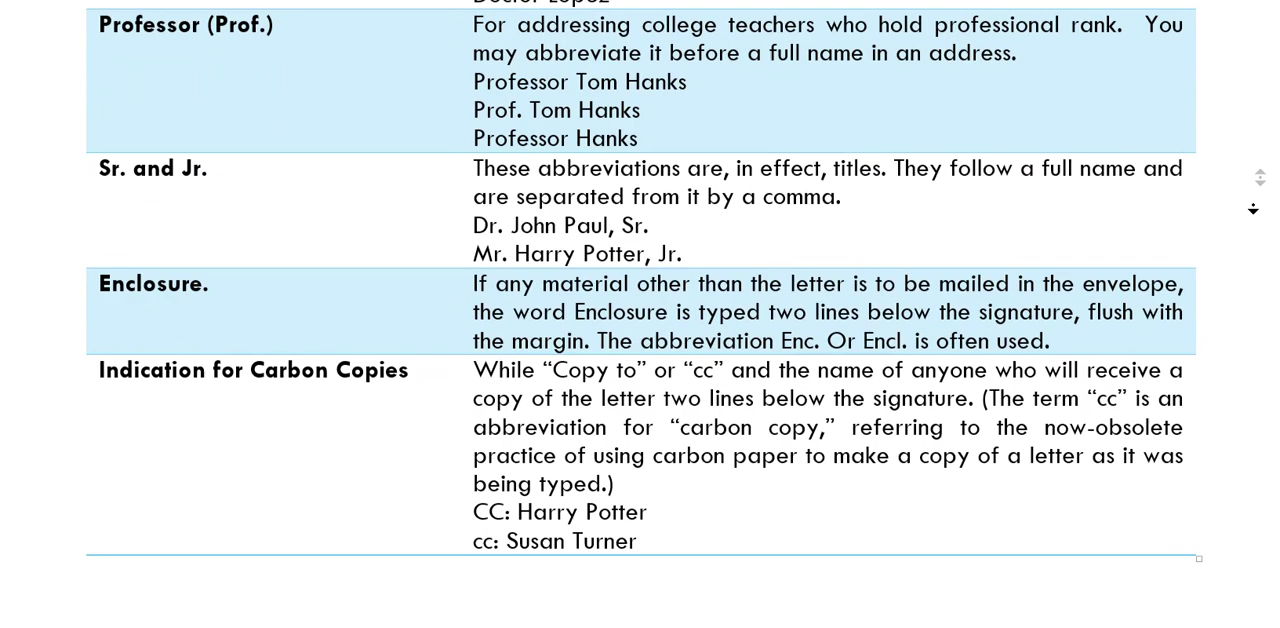 Professor (Prof.)
For addressing college teachers who hold professional rank. You
may abbreviate it before a full name in an address.
Professor Tom Hanks
Prof. Tom Hanks
Professor Hanks
Sr. and Jr.
These abbreviations are, in effect, titles. They follow a full name and
are separated from it by a comma.
Dr. John Paul, Sr.
Mr. Harry Potter, Jr.
Enclosure.
If any material other than the letter is to be mailed in the envelope,
the word Enclosure is typed two lines below the signature, flush with
the margin. The abbreviation Enc. Or Encl. is often used.
Indication for Carbon Copies
While “Copy to” or “cc” and the name of anyone who will receive a
copy of the letter two lines below the signature. (The term “cc” is an
abbreviation for “carbon copy,” referring to the now-obsolete
practice of using carbon paper to make a copy of a letter as it was
being typed.)
CC: Harry Potter
cc: Susan Turner